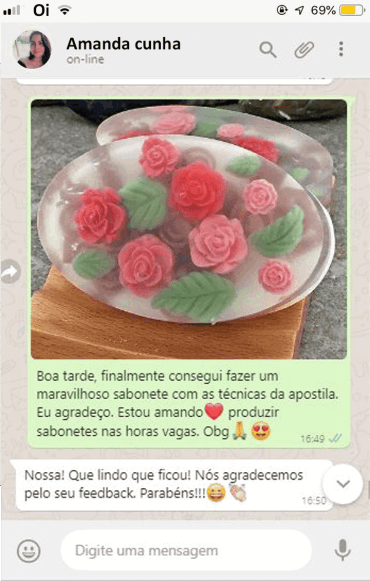 Oi 69%
Amanda cunha
on-line
Boa tarde, finalmente consegui fazer um
maravilhoso sabonete com as técnicas da apostila.
Eu agradeço. Estou amando❤️ produzir
sabonetes nas horas vagas. Obg🙏😍
16:49
Nossa! Que lindo que ficou! Nós agradecemos
pelo seu feedback. Parabéns!!!😄👏🏻
16:50
Digite uma mensagem